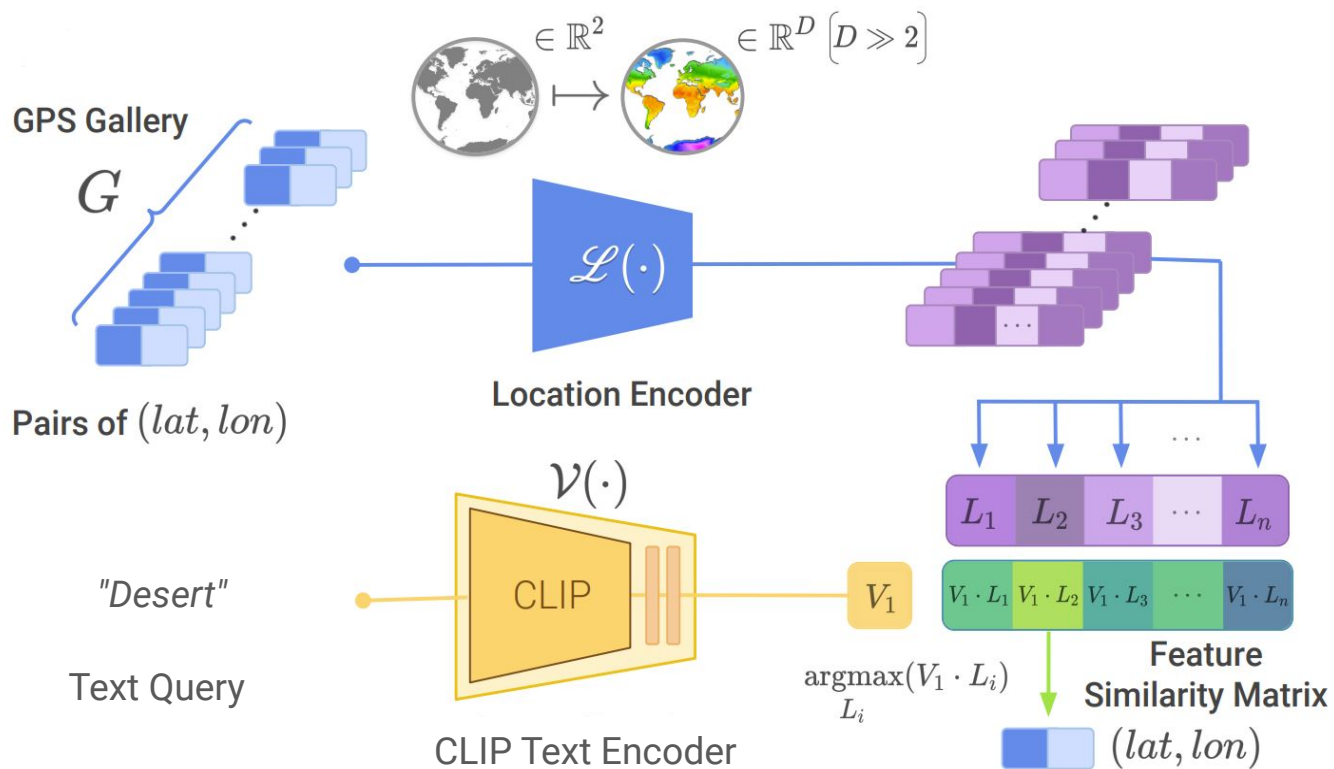 ∈ ℝ² ∈ ℝᴰ [D ≫ 2]
↦
GPS Gallery
G
ℒ(·)
...
Location Encoder
Pairs of (lat, lon)
...
𝒱(·)
L₁ L₂ L₃ ... Lₙ
"Desert"
CLIP
V₁
V₁ · L₁ V₁ · L₂ V₁ · L₃ ... V₁ · Lₙ
Text Query
argmax(V₁ · Lᵢ)
Lᵢ
Feature
Similarity Matrix
CLIP Text Encoder
(lat, lon)